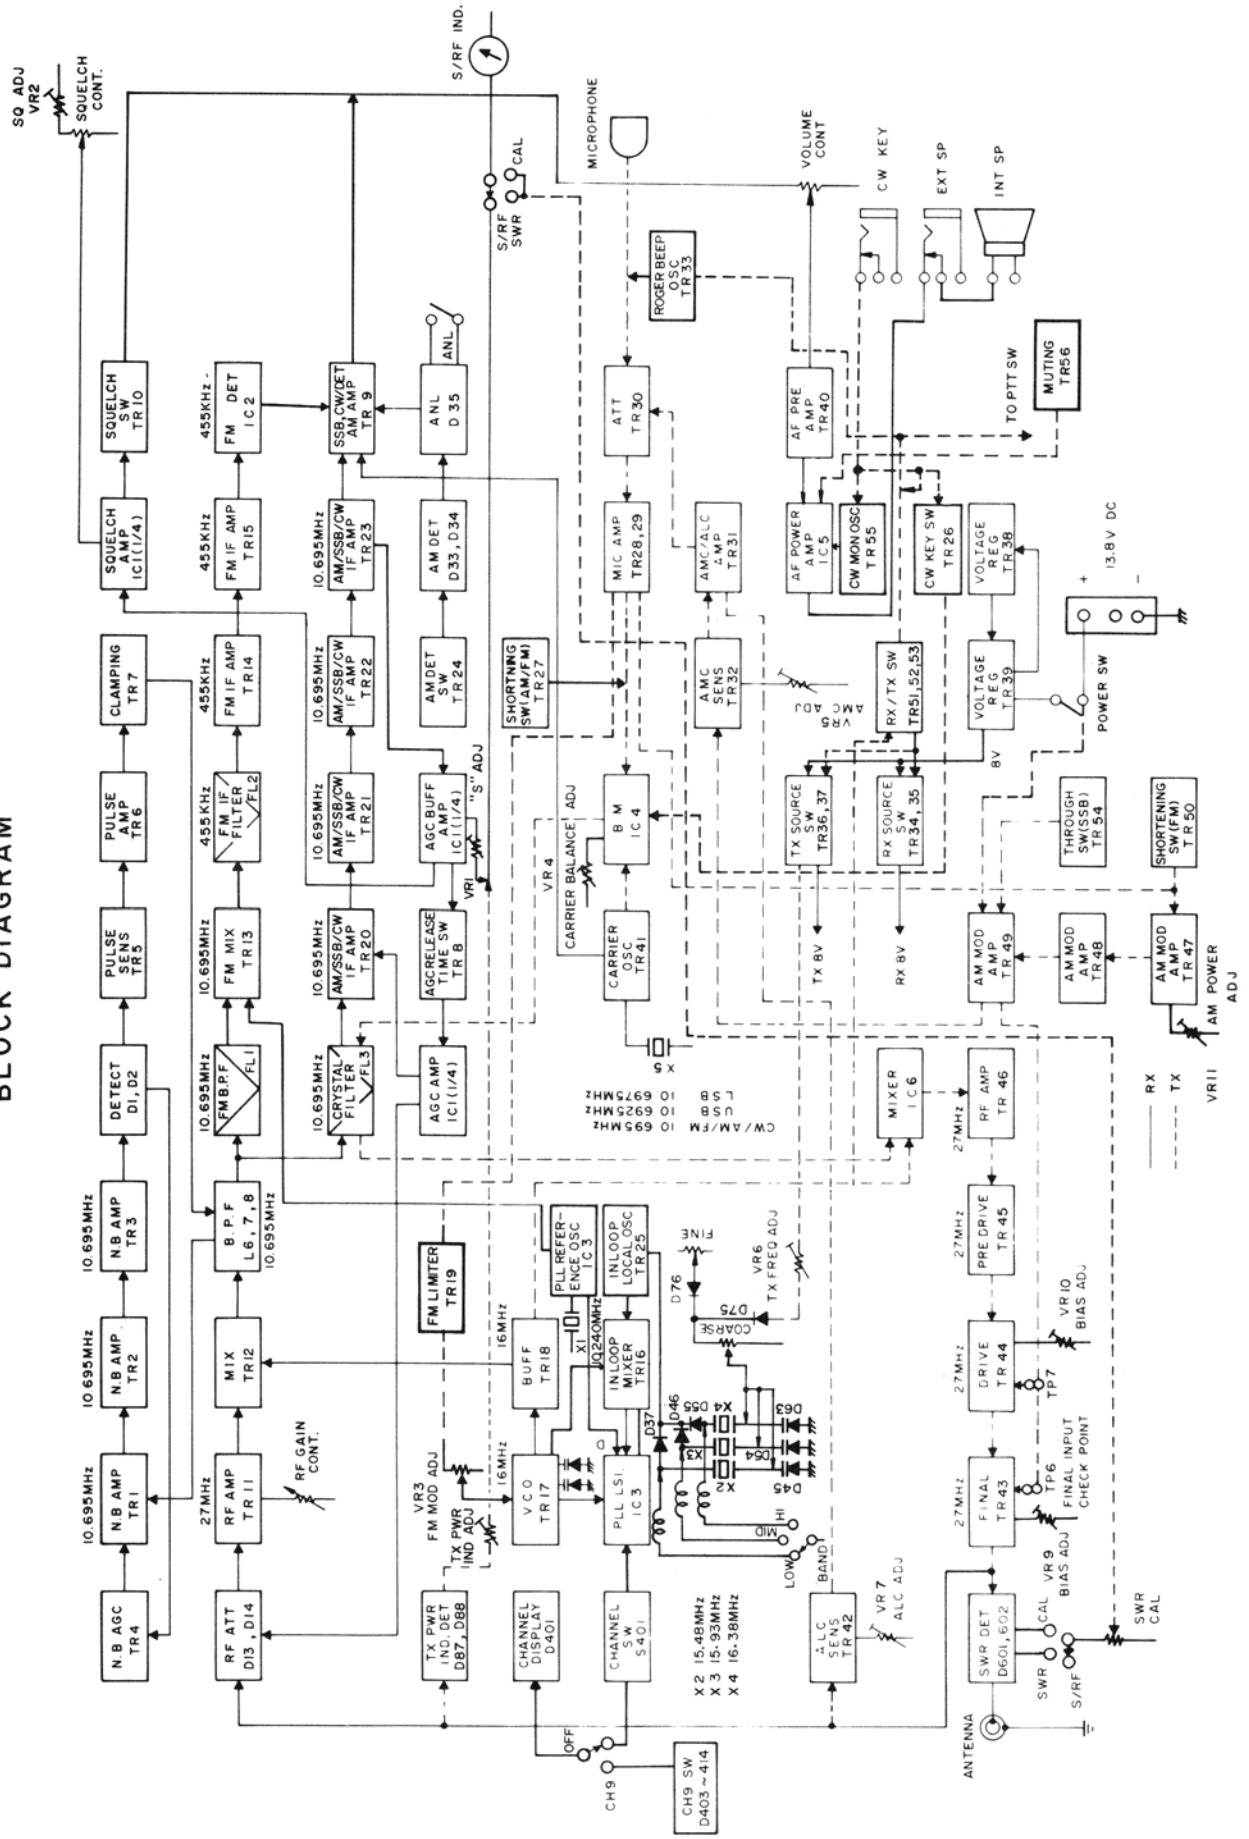 BLOCK DIAGRAM
SQ ADJ
VR2
SQUELCH
CONT.
S/RF IND.
N.B AGC
TR4
10.695MHz
N.B AMP
TR1
10.695MHz
N.B AMP
TR2
10.695MHz
N.B AMP
TR3
DETECT
D1, D2
PULSE
SENS
TR5
PULSE
AMP
TR6
CLAMPING
TR7
SQUELCH
AMP
IC1(1/4)
SQUELCH
SW
TR10
RF ATT
D13, D14
27MHz
RF AMP
TR11
RF GAIN
CONT.
MIX
TR12
B.P.F
L6, 7, 8
10.695MHz
10.695MHz
FM B.P.F
FL1
10.695MHz
FM MIX
TR13
455KHz
FM IF
FILTER
FL2
455KHz
FM IF AMP
TR14
455KHz
FM IF AMP
TR15
455KHz
FM DET
IC2
10.695MHz
CRYSTAL
FILTER
FL3
10.695MHz
AM/SSB/CW
IF AMP
TR20
10.695MHz
AM/SSB/CW
IF AMP
TR21
10.695MHz
AM/SSB/CW
IF AMP
TR22
10.695MHz
AM/SSB/CW
IF AMP
TR23
SSB, CW/DET
AM AMP
TR9
AGC AMP
IC1(1/4)
AGC RELEASE
TIME SW
TR8
AGC BUFF
AMP
IC1(1/4)
VR1
"S" ADJ
AM DET
SW
TR24
AM DET
D33, D34
ANL
D35
ANL
S/RF
SWR
CAL
TX PWR
IND. DET
D87, D88
TX PWR
IND ADJ
VR3
FM MOD ADJ
FM LIMITER
TR19
SHORTNING
SW(AM/FM)
TR27
MICROPHONE
CHANNEL
DISPLAY
D401
16MHz
VCO
TR17
D
16MHz
BUFF
TR18
X1
10.240MHz
PLL REFER-
ENCE OSC
IC3
CHANNEL
SW
S401
PLL LSI.
IC3
INLOOP
MIXER
TR16
INLOOP
LOCAL OSC
TR25
OFF
CH9
CH9 SW
D403~414
X2 15.48MHz
X3 15.93MHz
X4 16.38MHz
LOW
MID
HI
BAND
D37
D46
D55
X2
X3
X4
D45
D54
D63
COARSE
D75
D76
FINE
VR6
TX FREQ ADJ
CW/AM/FM 10.695MHz
USB 10.6925MHz
LSB 10.6975MHz
X5
CARRIER
OSC
TR41
VR4
CARRIER BALANCE ADJ
BM
IC4
MIC AMP
TR28, 29
ATT
TR30
ROGER BEEP
OSC
TR33
AMC
SENS
TR32
AMC/ALC
AMP
TR31
VR5
AMC ADJ
AF POWER
AMP
IC5
AF PRE
AMP
TR40
VOLUME
CONT
CW KEY
EXT SP
INT SP
CW MON OSC
TR55
CW KEY SW
TR26
TO PTT SW
MUTING
TR56
ALC
SENS
TR42
VR7
ALC ADJ
TX SOURCE
SW
TR36, 37
TX 8V
RX SOURCE
SW
TR34, 35
RX 8V
RX/TX SW
TR51, 52, 53
8V
VOLTAGE
REG
TR39
VOLTAGE
REG
TR38
POWER SW
13.8V DC
+
-
MIXER
IC6
27MHz
RF AMP
TR46
27MHz
PRE DRIVE
TR45
27MHz
DRIVE
TR44
VR10
BIAS ADJ
TP7
27MHz
FINAL
TR43
VR9
BIAS ADJ
TP6
FINAL INPUT
CHECK POINT
ANTENNA
SWR DET
D601, 602
SWR
CAL
S/RF
SWR
CAL
AM MOD
AMP
TR49
AM MOD
AMP
TR48
AM MOD
AMP
TR47
THROUGH
SW(SSB)
TR54
SHORTENING
SW(FM)
TR50
VR11
AM POWER
ADJ
RX
TX